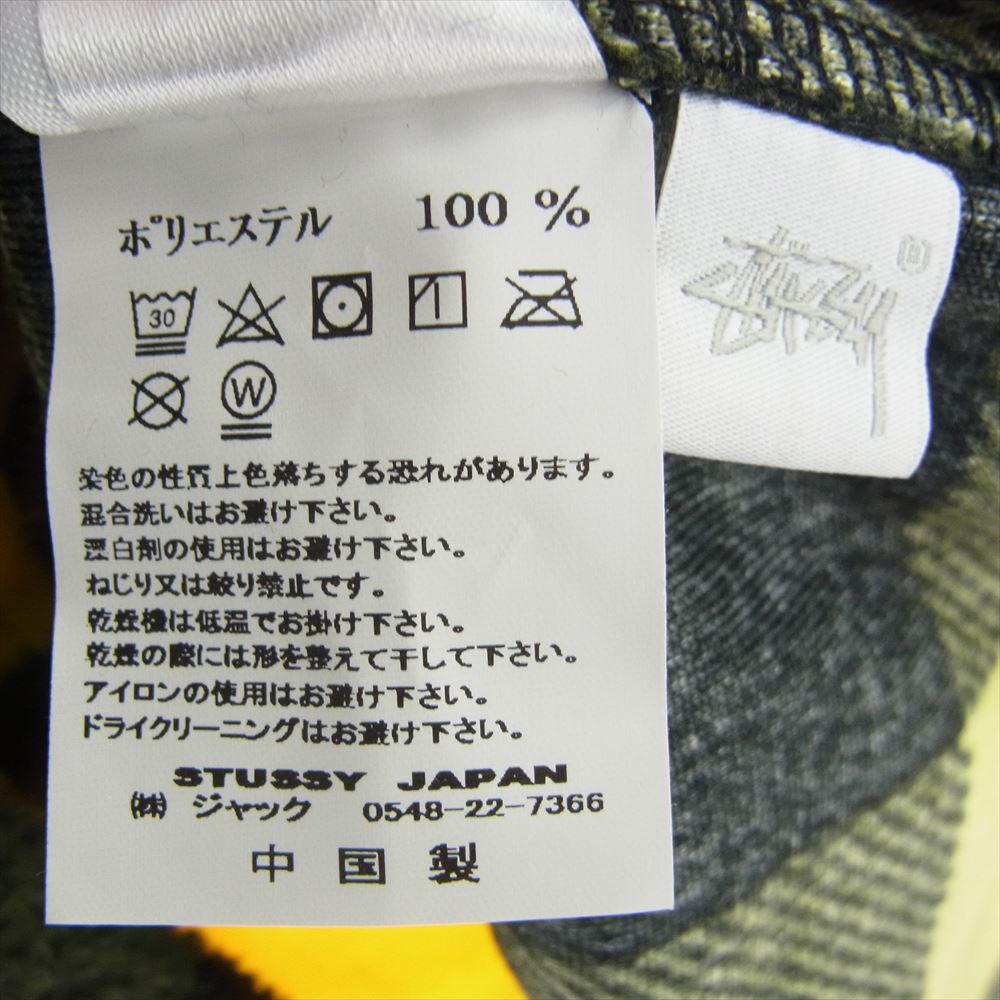 ポリエステル 100 %
30
W
染色の性質上色落ちする恐れがあります。
混合洗いはお避け下さい。
漂白剤の使用はお避け下さい。
ねじり又は絞り禁止です。
乾燥機は低温でお掛け下さい。
乾燥の際には形を整えて干して下さい。
アイロンの使用はお避け下さい。
ドライクリーニングはお避け下さい。
STUSSY JAPAN
㈱ ジャック 0548-22-7366
中国製
Stüssy
®